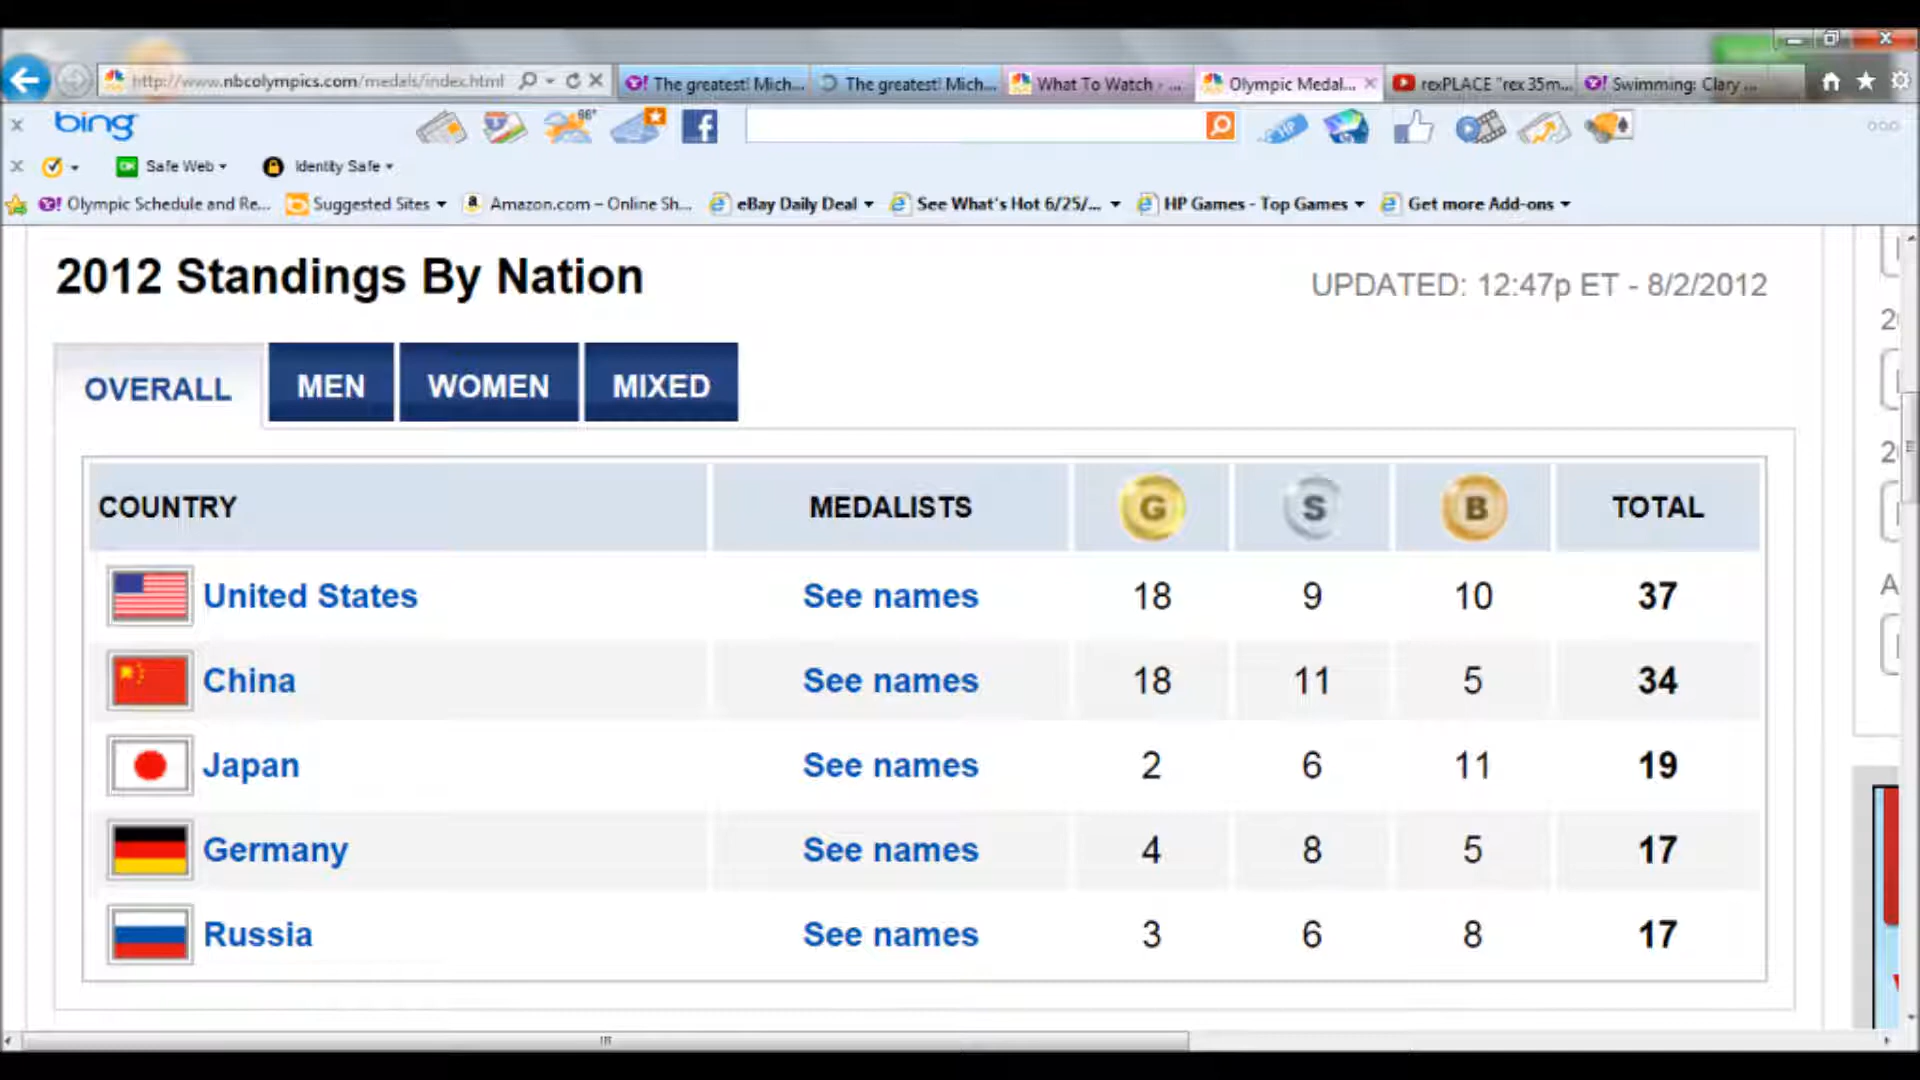 http://www.nbcolympics.com/medals/index.html
The greatest! Mich...
The greatest! Mich...
What To Watch - ...
Olympic Medal...
rexPLACE "rex 35m...
Swimming: Clary ...
bing
86°
HP
Safe Web
Identity Safe
Olympic Schedule and Re...
Suggested Sites
Amazon.com – Online Sh...
eBay Daily Deal
See What's Hot 6/25/...
HP Games - Top Games
Get more Add-ons
2012 Standings By Nation
UPDATED: 12:47p ET - 8/2/2012
OVERALL MEN WOMEN MIXED
COUNTRY MEDALISTS G S B TOTAL
United States See names 18 9 10 37
China See names 18 11 5 34
Japan See names 2 6 11 19
Germany See names 4 8 5 17
Russia See names 3 6 8 17